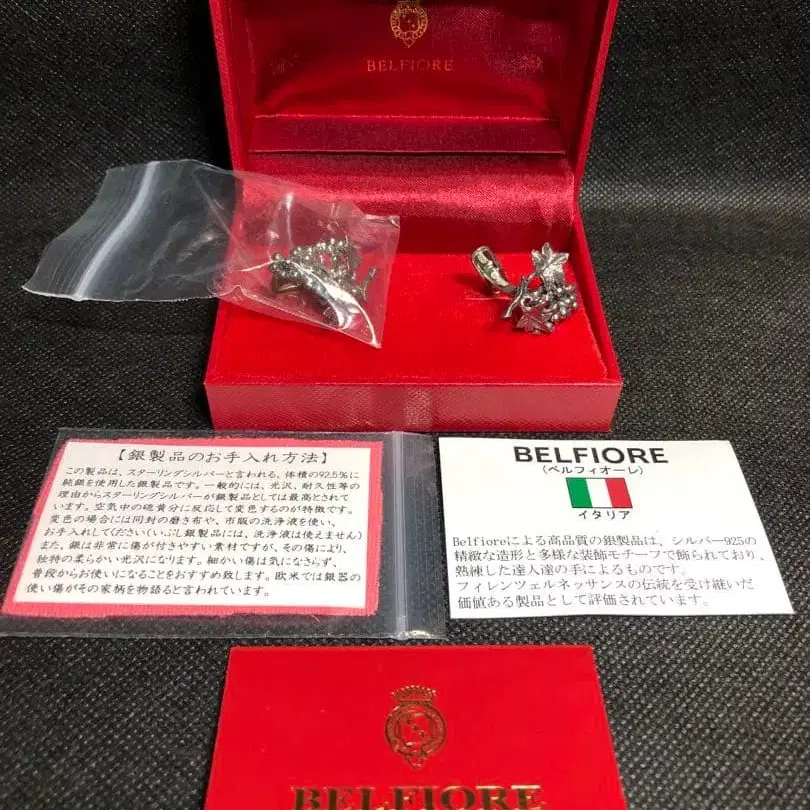 BELFIORE
【銀製品のお手入れ方法】
この製品は、スターリングシルバーと言われる、体積の92.5%に
純銀を使用した銀製品です。一般的には、光沢、耐久性等の
理由からスターリングシルバーが銀製品としては最高とされて
います。空気中の硫黄分に反応して変色するのが特徴です。
変色の場合には同封の磨き布や、市販の洗浄液を使い、
お手入れしてください(いぶし銀製品には、洗浄液は使えません)
また、銀は非常に傷が付きやすい素材ですが、その傷により、
独特の柔らかい光沢になります。細かい傷は気になさらず、
普段からお使いになることをおすすめ致します。欧米では銀器の
使い傷がその家柄を物語ると言われています。
BELFIORE
(ベルフィオーレ)
イタリア
Belfioreによる高品質の銀製品は、シルバー925の
精緻な造形と多様な装飾モチーフで飾られており、
熟練した達人達の手によるものです。
フィレンツェルネッサンスの伝統を受け継いだ
価値ある製品として評価されています。
BELFIORE